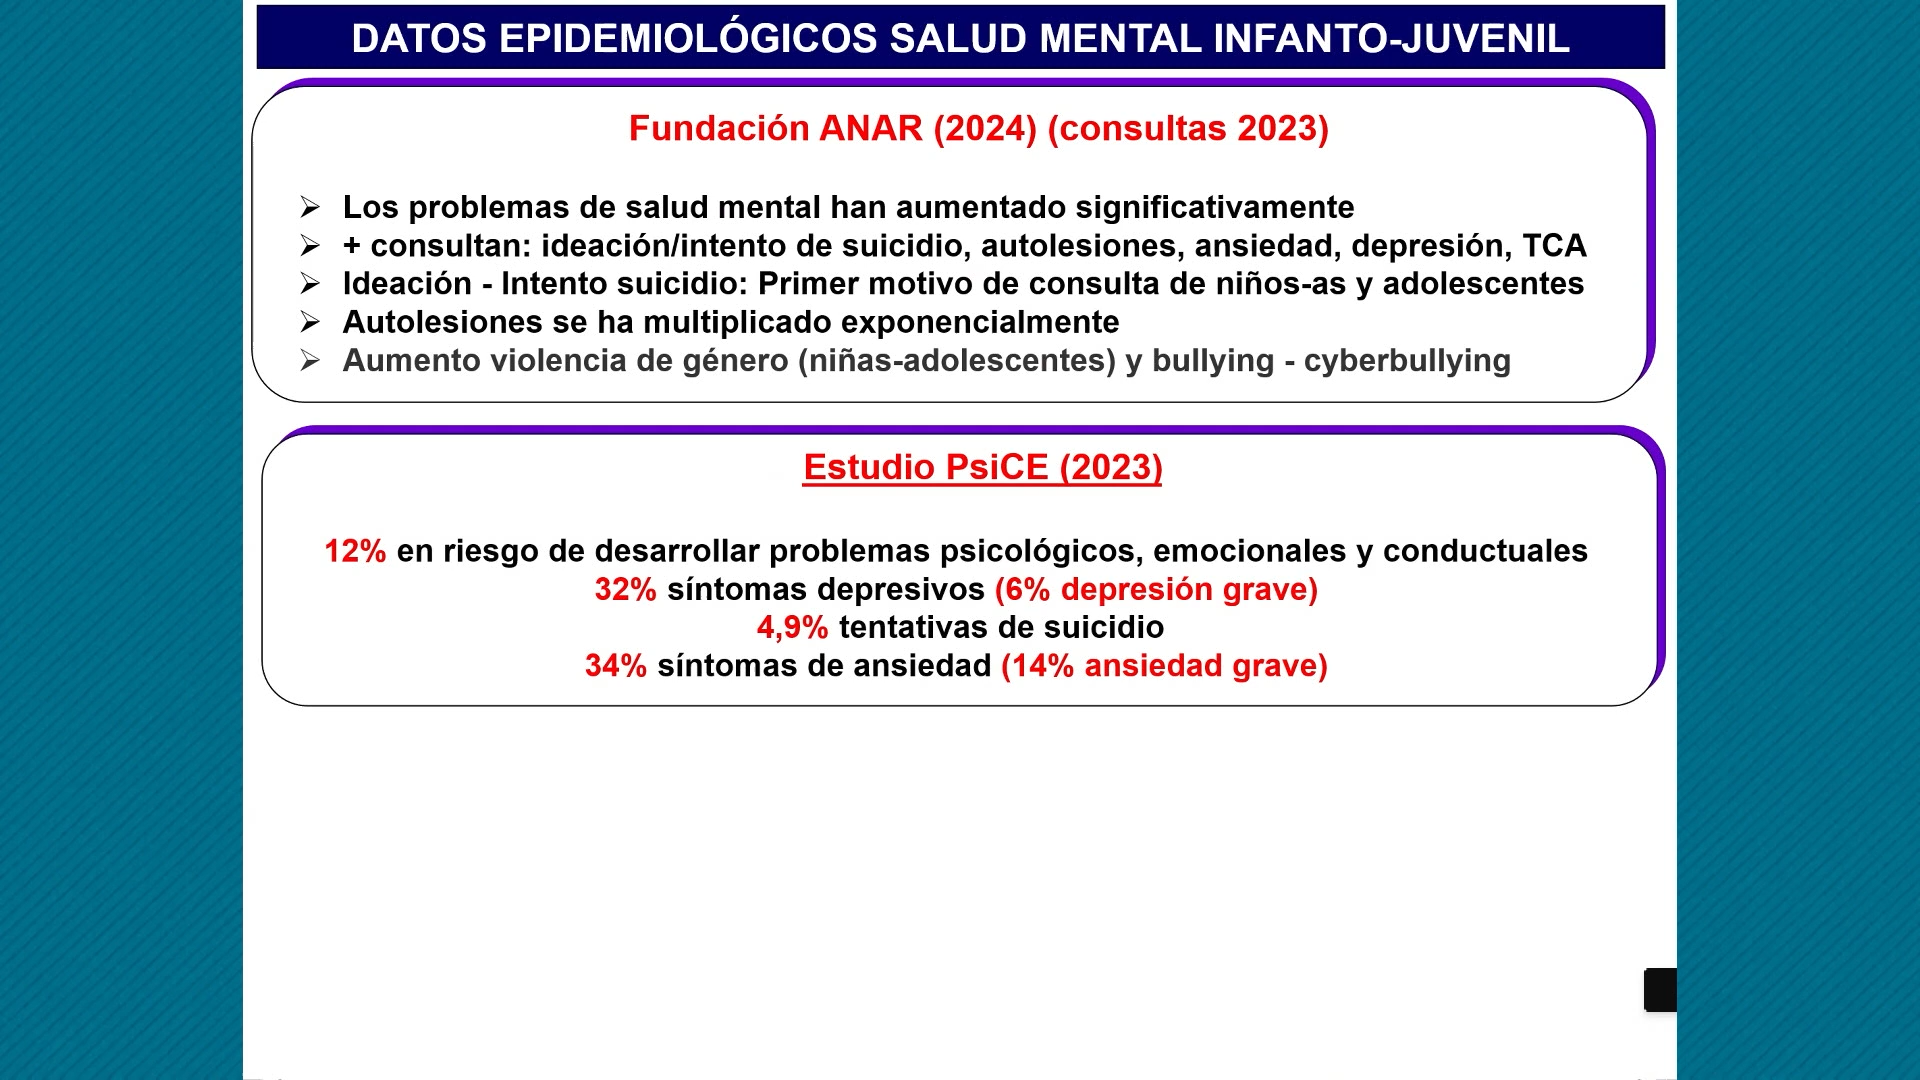 DATOS EPIDEMIOLÓGICOS SALUD MENTAL INFANTO-JUVENIL
Fundación ANAR (2024) (consultas 2023)
➢ Los problemas de salud mental han aumentado significativamente
➢ + consultan: ideación/intento de suicidio, autolesiones, ansiedad, depresión, TCA
➢ Ideación - Intento suicidio: Primer motivo de consulta de niños-as y adolescentes
➢ Autolesiones se ha multiplicado exponencialmente
➢ Aumento violencia de género (niñas-adolescentes) y bullying - cyberbullying
Estudio PsiCE (2023)
12% en riesgo de desarrollar problemas psicológicos, emocionales y conductuales
32% síntomas depresivos (6% depresión grave)
4,9% tentativas de suicidio
34% síntomas de ansiedad (14% ansiedad grave)